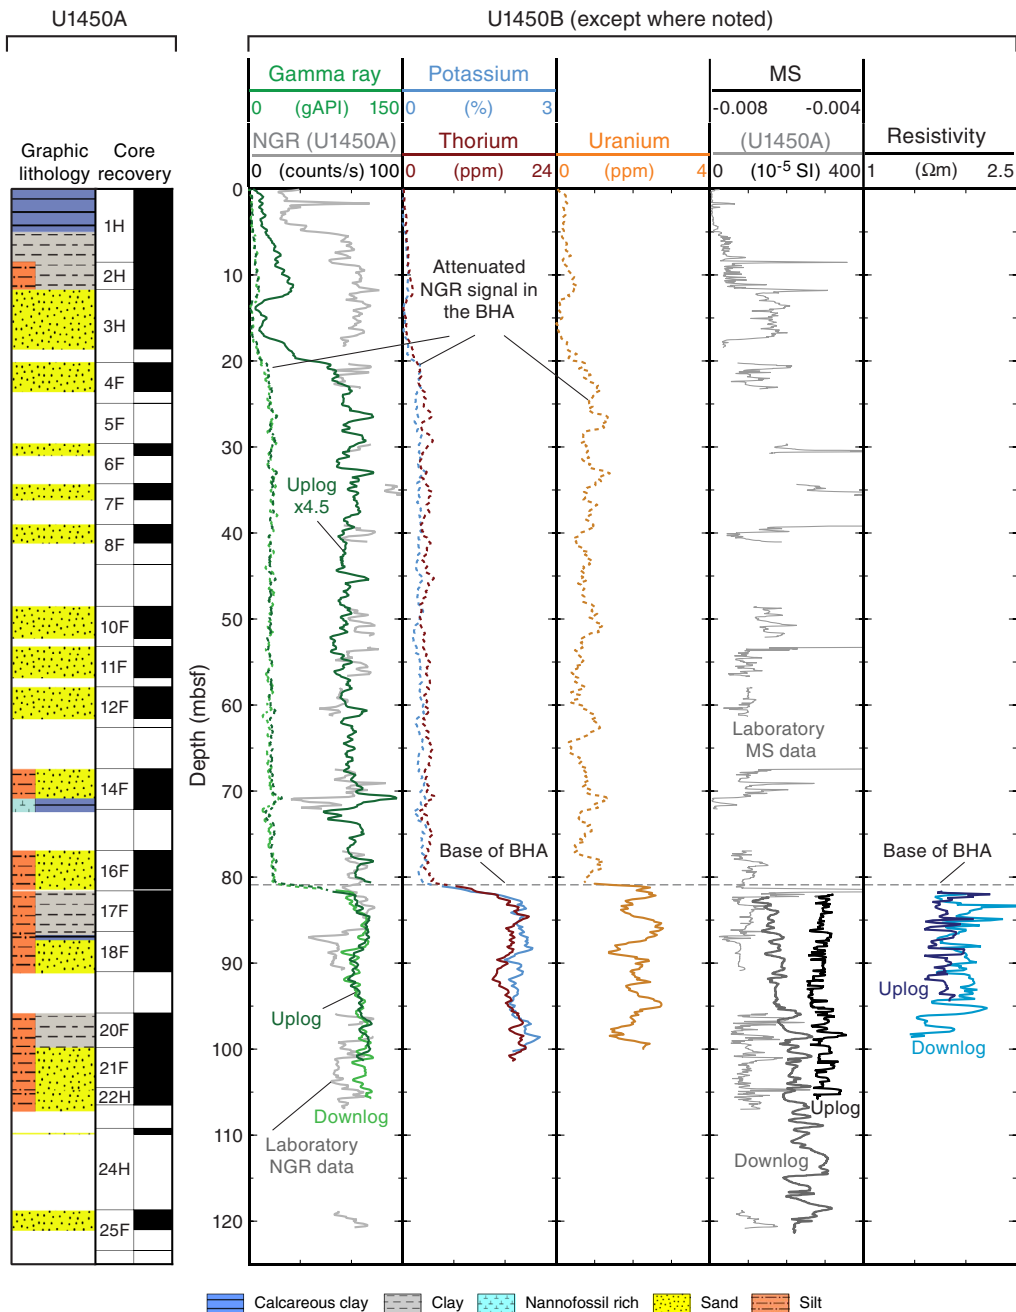 U1450A
U1450B (except where noted)
Gamma ray
0 (gAPI) 150
NGR (U1450A)
0 (counts/s) 100
Potassium
0 (%) 3
Thorium
0 (ppm) 24
Uranium
0 (ppm) 4
MS
-0.008 -0.004
(U1450A)
0 (10⁻⁵ SI) 400
Resistivity
1 (Ωm) 2.5
Graphic
lithology
Core
recovery
1H
2H
3H
4F
5F
6F
7F
8F
10F
11F
12F
14F
16F
17F
18F
20F
21F
22H
24H
25F
Depth (mbsf)
0
10
20
30
40
50
60
70
80
90
100
110
120
Attenuated
NGR signal in
the BHA
Uplog
x4.5
Laboratory
MS data
Base of BHA
Base of BHA
Uplog
Downlog
Laboratory
NGR data
Uplog
Downlog
Uplog
Downlog
Calcareous clay
Clay
Nannofossil rich
Sand
Silt